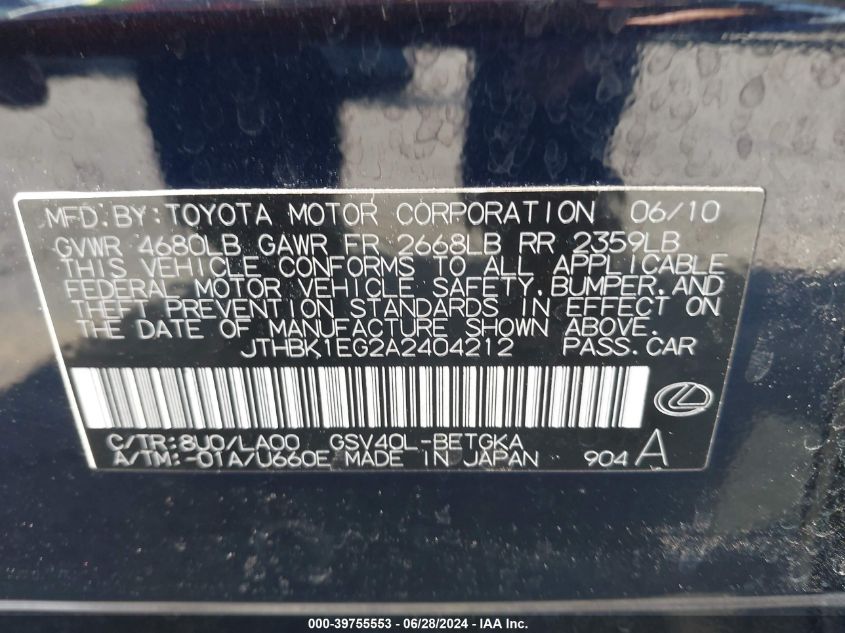 MFD. BY: TOYOTA MOTOR CORPORATION 06/10
GVWR 4680LB GAWR FR 2668LB RR 2359LB
THIS VEHICLE CONFORMS TO ALL APPLICABLE
FEDERAL MOTOR VEHICLE SAFETY, BUMPER, AND
THEFT PREVENTION STANDARDS IN EFFECT ON
THE DATE OF MANUFACTURE SHOWN ABOVE.
JTHBK1EG2A2404212 PASS. CAR
C/TR: 8U0/LA00 GSV40L-BETGKA
A/TM: -01A/U660E MADE IN JAPAN 904 A
000-39755553 - 06/28/2024 - IAA Inc.